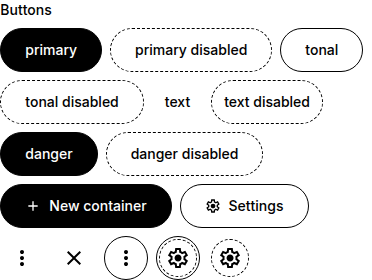 Buttons
primary primary disabled tonal
tonal disabled text text disabled
danger danger disabled
New container Settings